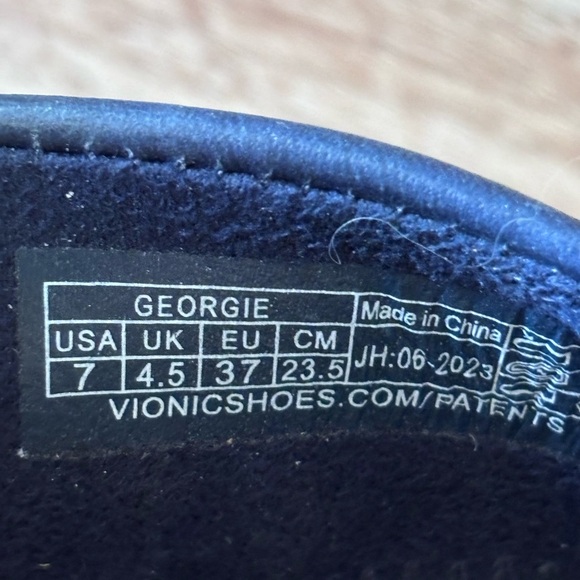 GEORGIE
Made in China
USA UK EU CM
7 4.5 37 23.5
JH:06-2023
VIONICSHOES.COM/PATENTS